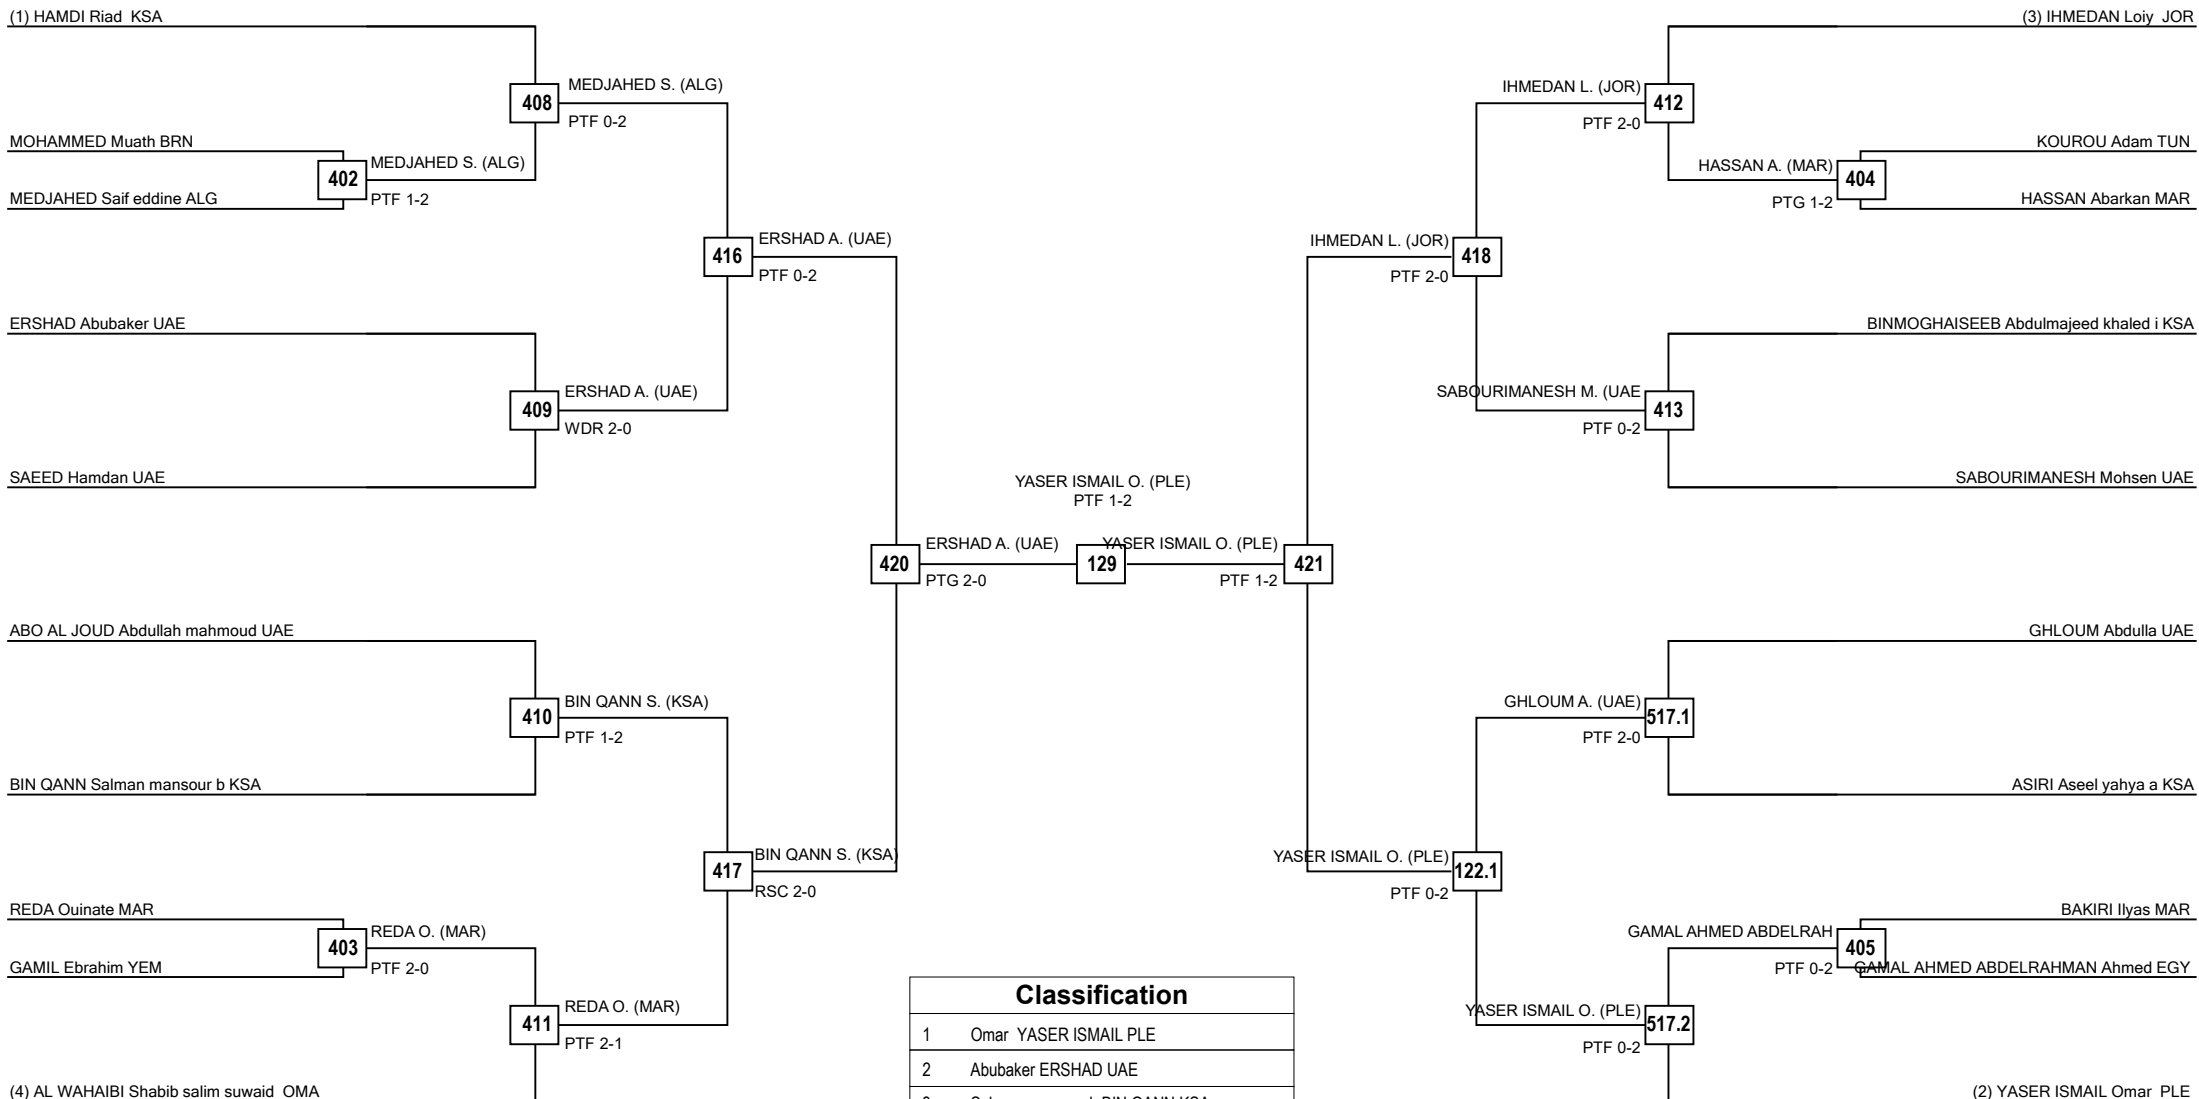 (1) HAMDI Riad  KSA
MOHAMMED Muath BRN
MEDJAHED Saif eddine ALG
402
MEDJAHED S. (ALG)
PTF 1-2
408
MEDJAHED S. (ALG)
PTF 0-2
ERSHAD Abubaker UAE
SAEED Hamdan UAE
409
ERSHAD A. (UAE)
WDR 2-0
416
ERSHAD A. (UAE)
PTF 0-2
ABO AL JOUD Abdullah mahmoud UAE
BIN QANN Salman mansour b KSA
410
BIN QANN S. (KSA)
PTF 1-2
REDA Ouinate MAR
GAMIL Ebrahim YEM
403
REDA O. (MAR)
PTF 2-0
411
REDA O. (MAR)
PTF 2-1
(4) AL WAHAIBI Shabib salim suwaid  OMA
417
BIN QANN S. (KSA)
RSC 2-0
420
ERSHAD A. (UAE)
PTG 2-0
YASER ISMAIL O. (PLE)
PTF 1-2
129
YASER ISMAIL O. (PLE)
PTF 1-2
421
(3) IHMEDAN Loiy  JOR
IHMEDAN L. (JOR)
PTF 2-0
412
KOUROU Adam TUN
HASSAN Abarkan MAR
HASSAN A. (MAR)
PTG 1-2
404
IHMEDAN L. (JOR)
PTF 2-0
418
BINMOGHAISEEB Abdulmajeed khaled i KSA
SABOURIMANESH M. (UAE
PTF 0-2
413
SABOURIMANESH Mohsen UAE
GHLOUM Abdulla UAE
GHLOUM A. (UAE)
PTF 2-0
517.1
ASIRI Aseel yahya a KSA
YASER ISMAIL O. (PLE)
PTF 0-2
122.1
BAKIRI Ilyas MAR
GAMAL AHMED ABDELRAH
PTF 0-2
405
GAMAL AHMED ABDELRAHMAN Ahmed EGY
YASER ISMAIL O. (PLE)
PTF 0-2
517.2
(2) YASER ISMAIL Omar  PLE
Classification
1 Omar  YASER ISMAIL PLE
2 Abubaker ERSHAD UAE